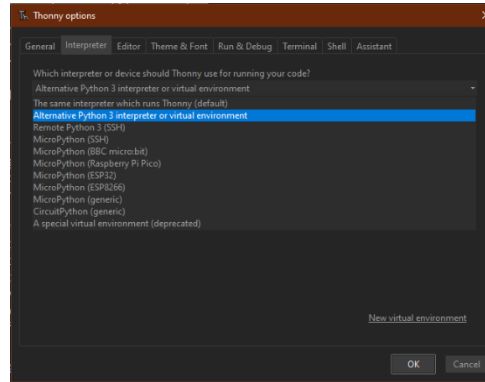 Thonny options
General Interpreter Editor Theme & Font Run & Debug Terminal Shell Assistant
Which interpreter or device should Thonny use for running your code?
Alternative Python 3 interpreter or virtual environment
The same interpreter which runs Thonny (default)
Alternative Python 3 interpreter or virtual environment
Remote Python 3 (SSH)
MicroPython (SSH)
MicroPython (BBC micro:bit)
MicroPython (Raspberry Pi Pico)
MicroPython (ESP32)
MicroPython (ESP8266)
MicroPython (generic)
CircuitPython (generic)
A special virtual environment (deprecated)
New virtual environment
OK Cancel